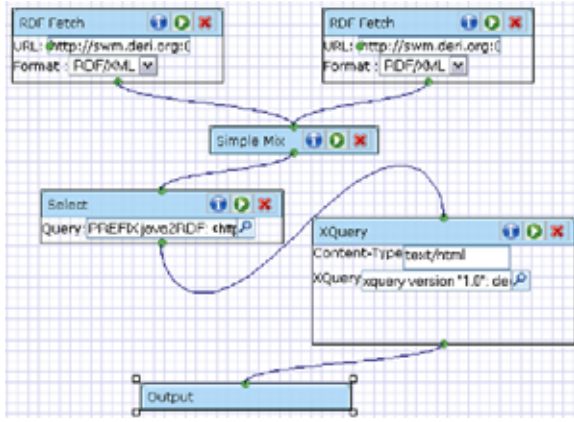 RDF Fetch
URL: http://swm.deri.org:
Format : RDF/XML
RDF Fetch
URL: http://swm.deri.org:
Format : RDF/XML
Simple Mix
Select
Query: PREFIX java2RDF: <http
XQuery
Content-Type text/html
XQuery xquery version "1.0": de
Output